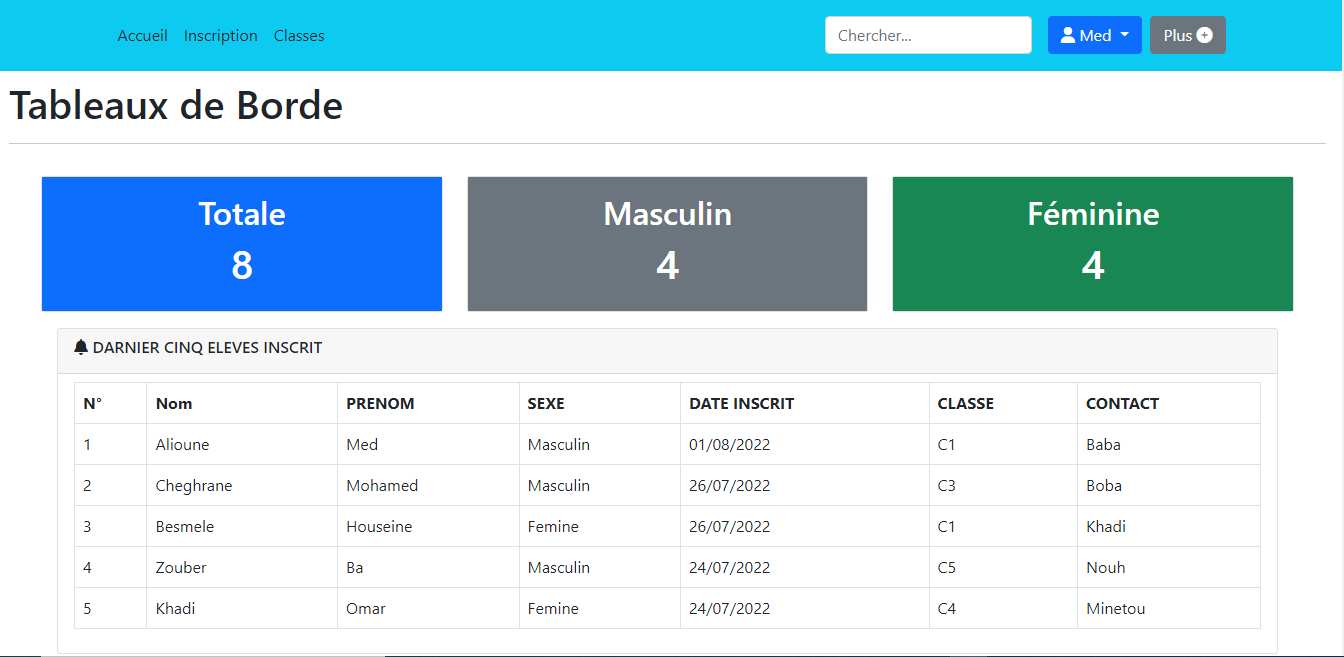 Accueil Inscription Classes Chercher... Med Plus
Tableaux de Borde
Totale Masculin Féminine
8 4 4
DARNIER CINQ ELEVES INSCRIT
N° Nom PRENOM SEXE DATE INSCRIT CLASSE CONTACT
1 Alioune Med Masculin 01/08/2022 C1 Baba
2 Cheghrane Mohamed Masculin 26/07/2022 C3 Boba
3 Besmele Houseine Femine 26/07/2022 C1 Khadi
4 Zouber Ba Masculin 24/07/2022 C5 Nouh
5 Khadi Omar Femine 24/07/2022 C4 Minetou